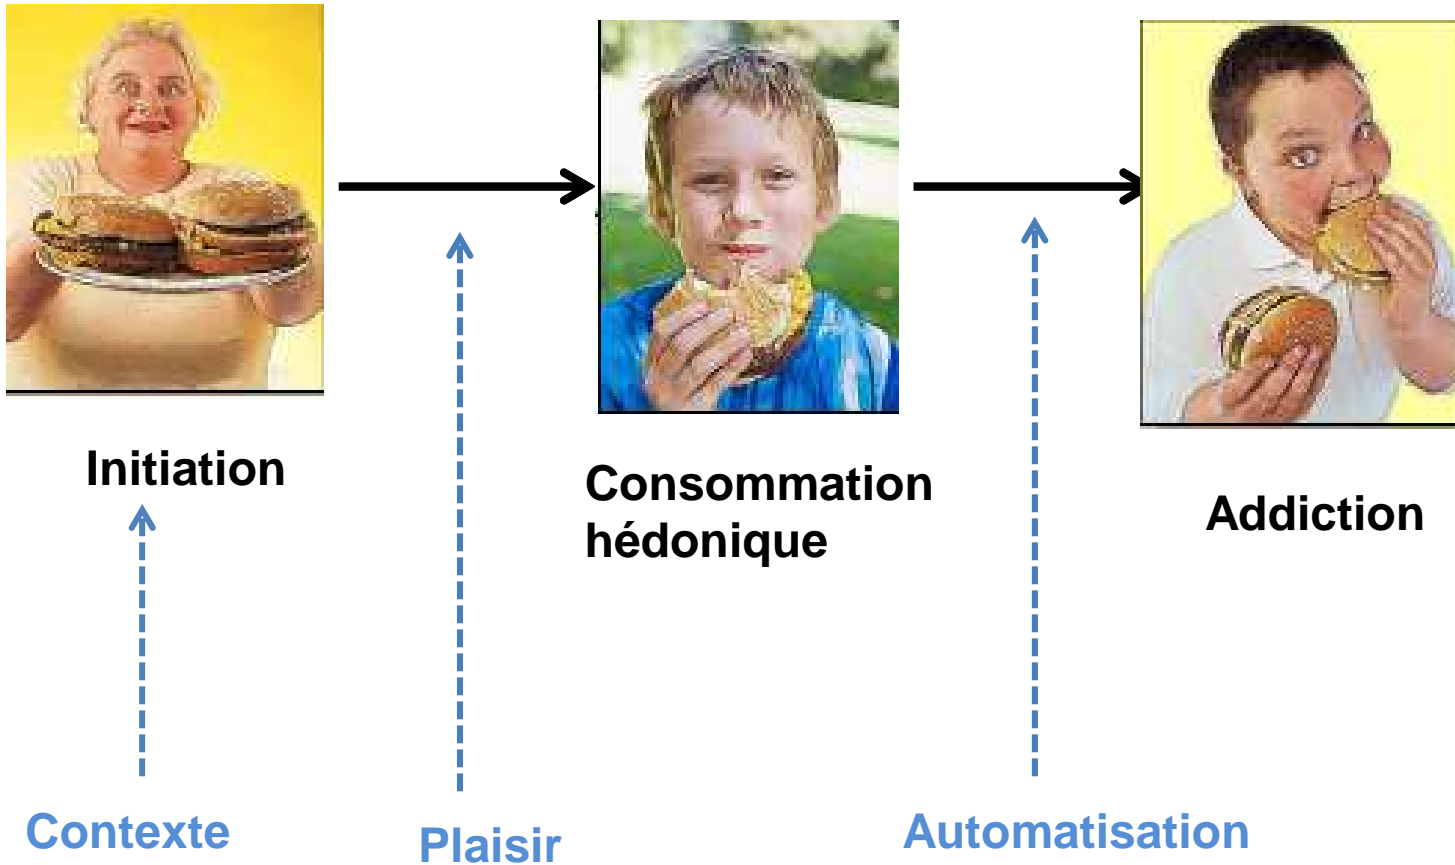 Initiation
Consommation
hédonique
Addiction
Contexte
Plaisir
Automatisation